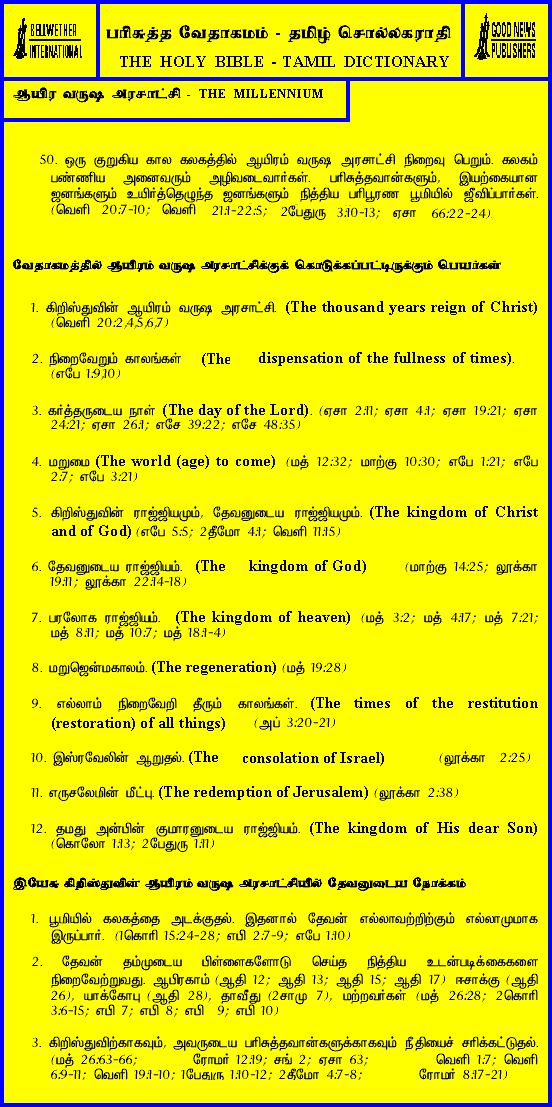 BELLWETHER
INTERNATIONAL
பரிசுத்த வேதாகமம் - தமிழ் சொல்லகராதி
THE HOLY BIBLE - TAMIL DICTIONARY
GOOD NEWS
PUBLISHERS
ஆயிர வருஷ அரசாட்சி - THE MILLENNIUM
50. ஒரு குறுகிய கால கலகத்தில் ஆயிரம் வருஷ அரசாட்சி நிறைவு பெறும். கலகம்
பண்ணிய அனைவரும் அழிவடைவார்கள். பரிசுத்தவான்களும், இயற்கையான
ஜனங்களும் உயிர்த்தெழுந்த ஜனங்களும் நித்திய பரிபூரண பூமியில் ஜீவிப்பார்கள்.
(வெளி 20:7-10; வெளி 21:1-22:5; 2பேதுரு 3:10-13; ஏசா 66:22-24).
வேதாகமத்தில் ஆயிரம் வருஷ அரசாட்சிக்குக் கொடுக்கப்பட்டிருக்கும் பெயர்கள்
1. கிறிஸ்துவின் ஆயிரம் வருஷ அரசாட்சி. (The thousand years reign of Christ)
(வெளி 20:2,4,5,6,7)
2. நிறைவேறும் காலங்கள் (The dispensation of the fullness of times).
(எபே 1:9,10)
3. கர்த்தருடைய நாள் (The day of the Lord). (ஏசா 2:11; ஏசா 4:1; ஏசா 19:21; ஏசா
24:21; ஏசா 26:1; எசே 39:22; எசே 48:35)
4. மறுமை (The world (age) to come) (மத் 12:32; மாற்கு 10:30; எபே 1:21; எபே
2:7; எபே 3:21)
5. கிறிஸ்துவின் ராஜ்ஜியமும், தேவனுடைய ராஜ்ஜியமும். (The kingdom of Christ
and of God) (எபே 5:5; 2தீமோ 4:1; வெளி 11:15)
6. தேவனுடைய ராஜ்ஜியம். (The kingdom of God) (மாற்கு 14:25; லூக்கா
19:11; லூக்கா 22:14-18)
7. பரலோக ராஜ்ஜியம். (The kingdom of heaven) (மத் 3:2; மத் 4:17; மத் 7:21;
மத் 8:11; மத் 10:7; மத் 18:1-4)
8. மறுஜென்மகாலம். (The regeneration) (மத் 19:28)
9. எல்லாம் நிறைவேறி தீரும் காலங்கள். (The times of the restitution
(restoration) of all things) (அப் 3:20-21)
10. இஸ்ரவேலின் ஆறுதல். (The consolation of Israel) (லூக்கா 2:25)
11. எருசலேமின் மீட்பு. (The redemption of Jerusalem) (லூக்கா 2:38)
12. தமது அன்பின் குமாரனுடைய ராஜ்ஜியம். (The kingdom of His dear Son)
(கொலோ 1:13; 2பேதுரு 1:11)
இயேசு கிறிஸ்துவின் ஆயிரம் வருஷ அரசாட்சியில் தேவனுடைய நோக்கம்
1. பூமியில் கலகத்தை அடக்குதல். இதனால் தேவன் எல்லாவற்றிற்கும் எல்லாமுமாக
இருப்பார். (1கொரி 15:24-28; எபி 2:7-9; எபே 1:10)
2. தேவன் தம்முடைய பிள்ளைகளோடு செய்த நித்திய உடன்படிக்கைகளை
நிறைவேற்றுவது. ஆபிரகாம் (ஆதி 12; ஆதி 13; ஆதி 15; ஆதி 17) ஈசாக்கு (ஆதி
26), யாக்கோபு (ஆதி 28), தாவீது (2சாமு 7), மற்றவர்கள் (மத் 26:28; 2கொரி
3:6-15; எபி 7; எபி 8; எபி 9; எபி 10)
3. கிறிஸ்துவிற்காகவும், அவருடைய பரிசுத்தவான்களுக்காகவும் நீதியைச் சரிக்கட்டுதல்.
(மத் 26:63-66; ரோமர் 12:19; சங் 2; ஏசா 63; வெளி 1:7; வெளி
6:9-11; வெளி 19:1-10; 1பேதுரு 1:10-12; 2தீமோ 4:7-8; ரோமர் 8:17-21)